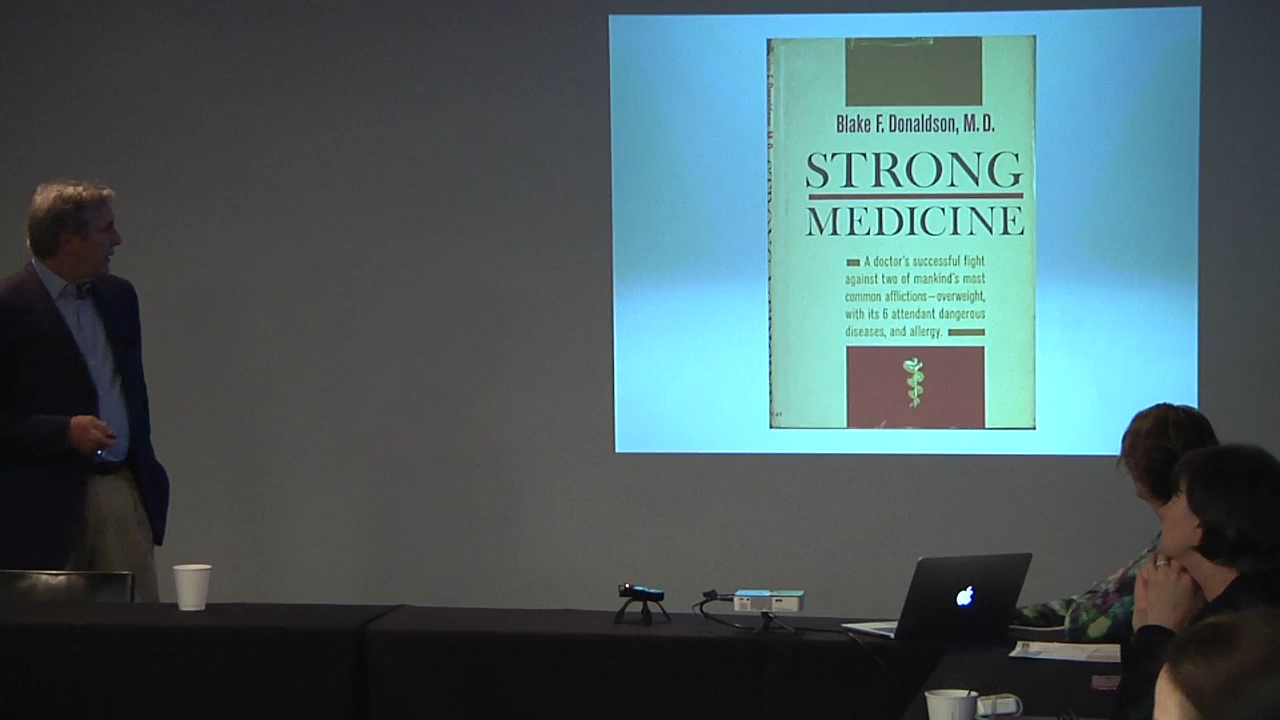 Blake F. Donaldson, M.D.
STRONG
MEDICINE
A doctor's successful fight
against two of mankind's most
common afflictions—overweight,
with its 6 attendant dangerous
diseases, and allergy.